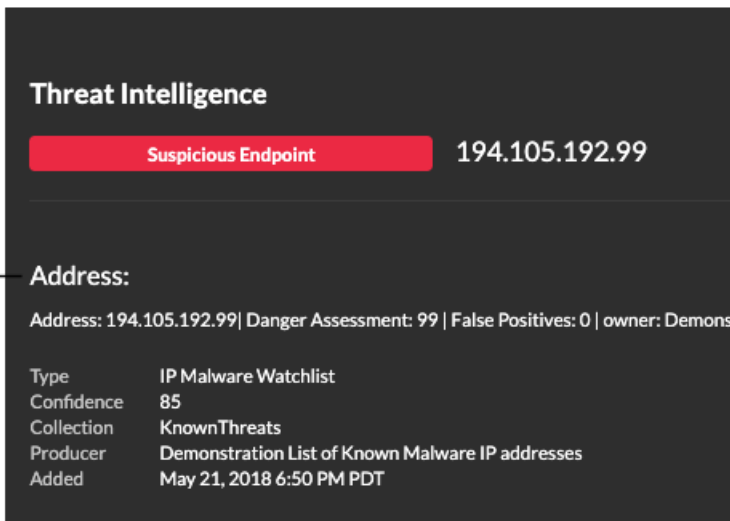 Threat Intelligence
Suspicious Endpoint 194.105.192.99
Address:
Address: 194.105.192.99| Danger Assessment: 99 | False Positives: 0 | owner: Demons
Type IP Malware Watchlist
Confidence 85
Collection KnownThreats
Producer Demonstration List of Known Malware IP addresses
Added May 21, 2018 6:50 PM PDT